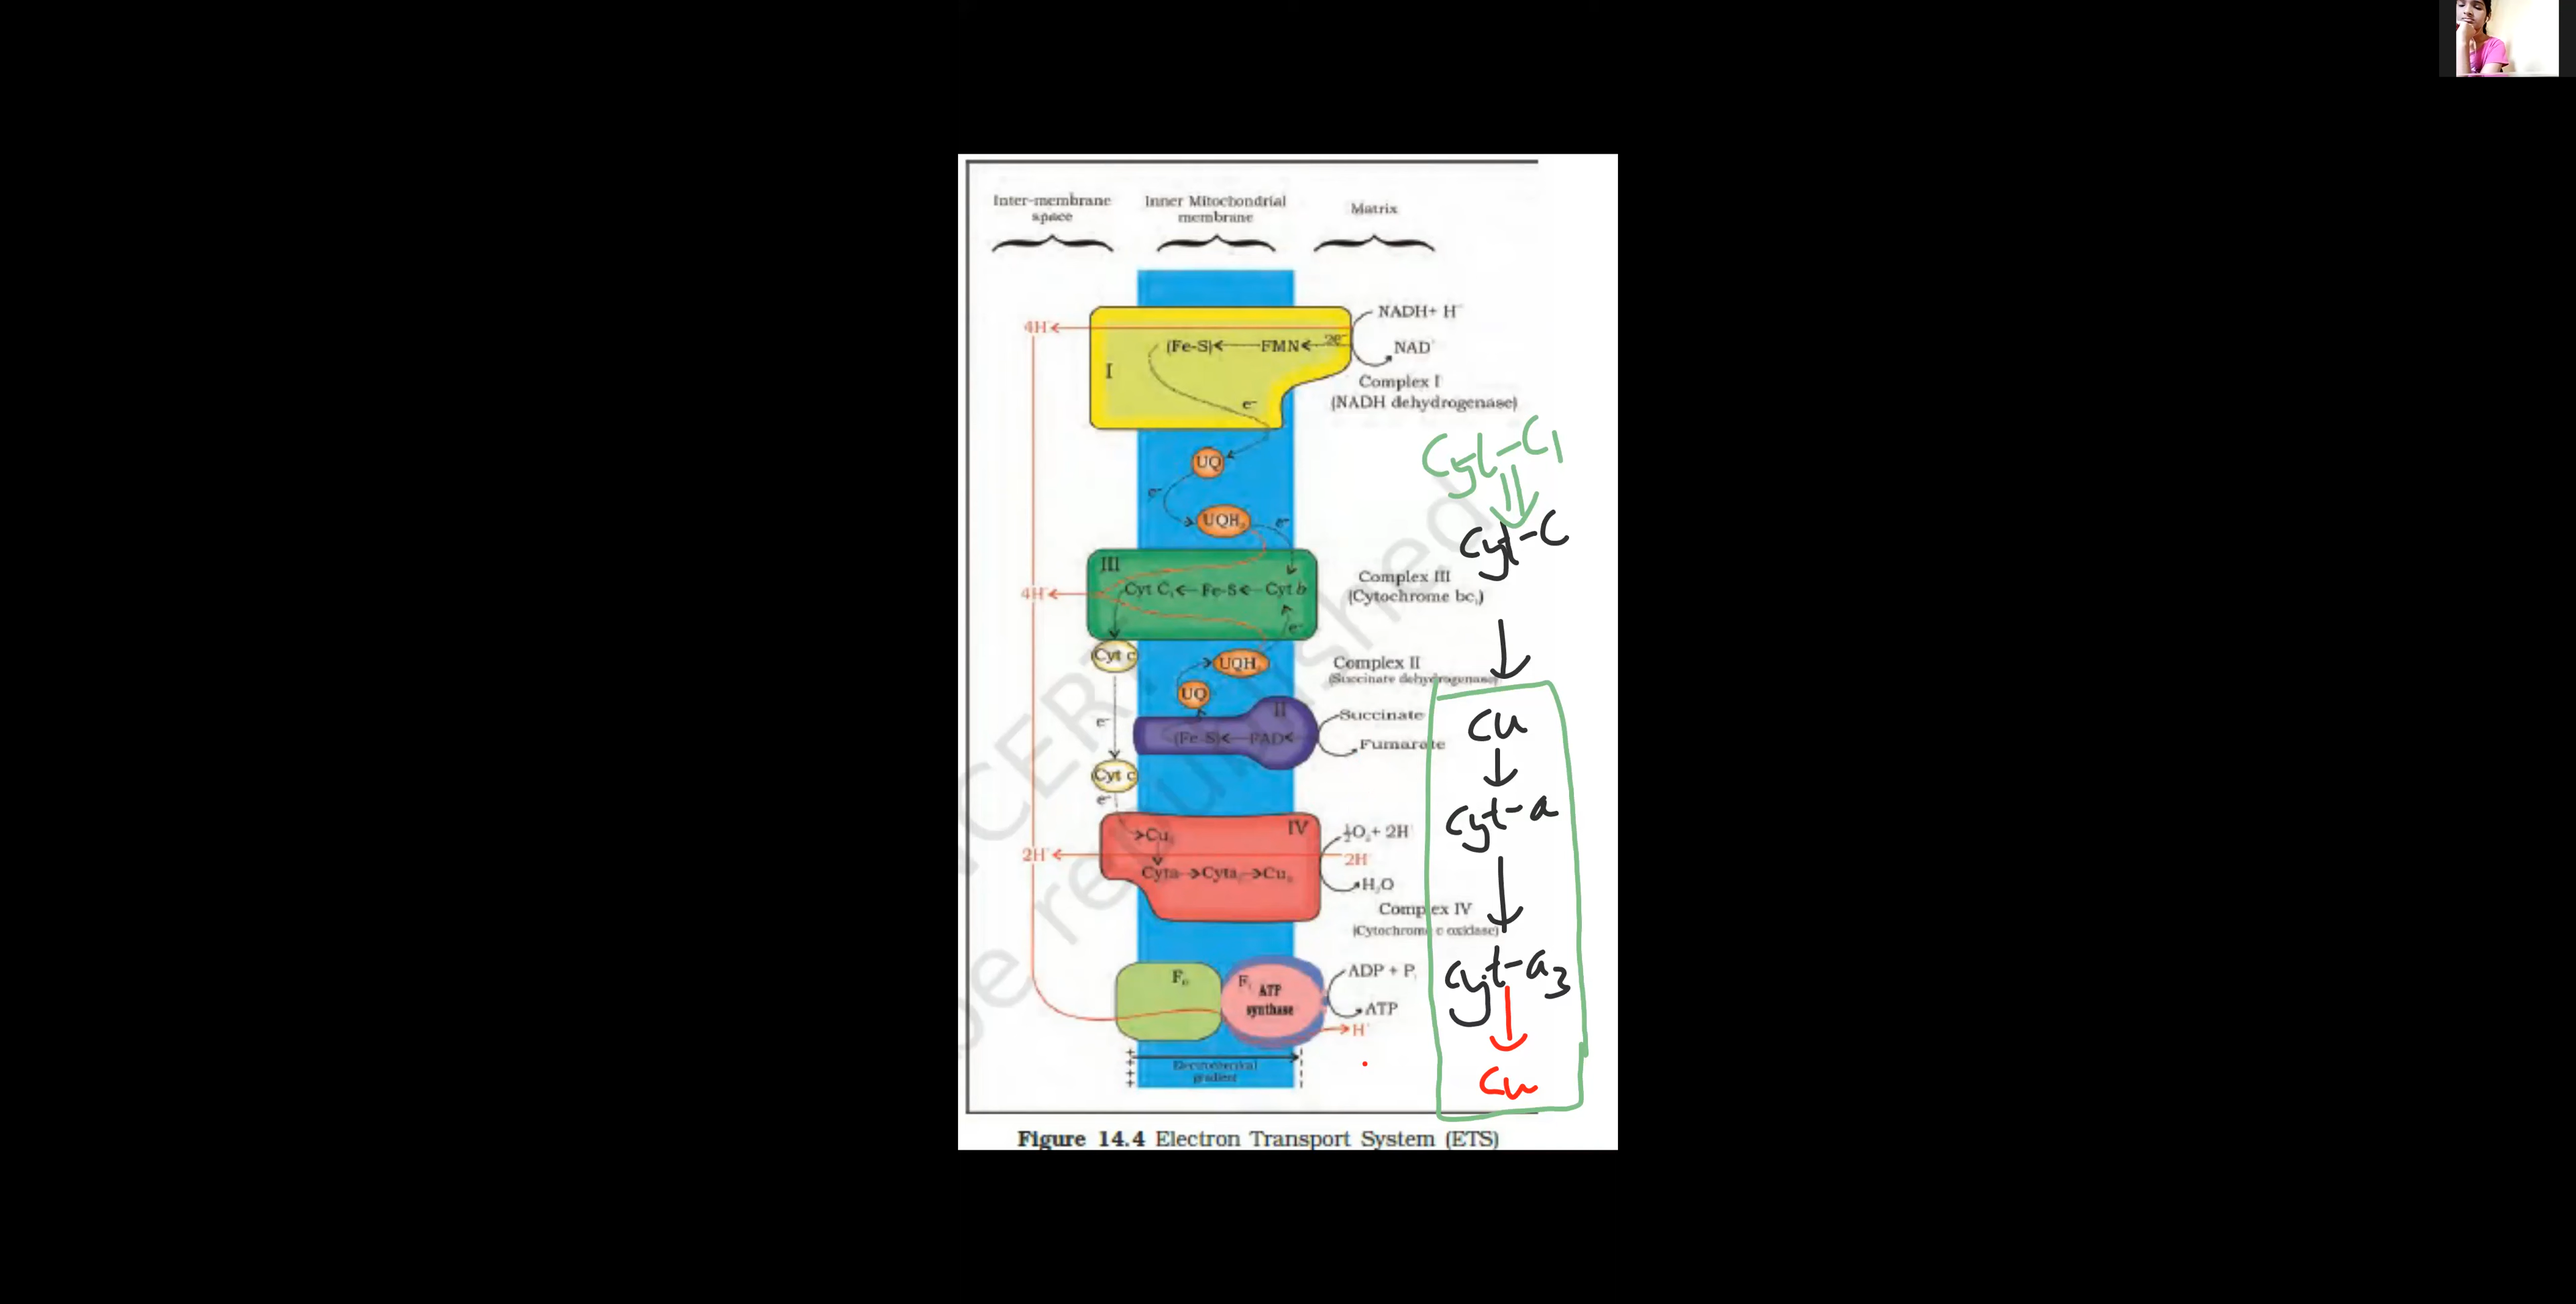 Inter-membrane
space
Inner Mitochondrial
membrane
Matrix
NADH+ H⁺
4H⁺
(Fe-S)
FMN
2e⁻
NAD⁺
I
Complex I
(NADH dehydrogenase)
e⁻
Cyt-C₁
UQ
e⁻
UQH₂
e⁻
Cyt-C
III
Complex III
(Cytochrome bc₁)
4H⁺
Cyt C₁
Fe-S
Cyt b
e⁻
Cyt c
UQH₂
Complex II
(Succinate dehydrogenase)
UQ
II
Succinate
e⁻
Cu
(Fe-S)
FAD
Fumarate
Cyt c
e⁻
IV
½O₂+ 2H⁺
Cu
Cyt-a
2H⁺
2H⁺
Cyta
Cyta₃
Cu
H₂O
Complex IV
(Cytochrome c oxidase)
Cyt-a₃
F₀
F₁
ATP
synthase
ADP + Pᵢ
ATP
H⁺
Electrochemical
gradient
Cu
Figure 14.4 Electron Transport System (ETS)
NCERT
be republished